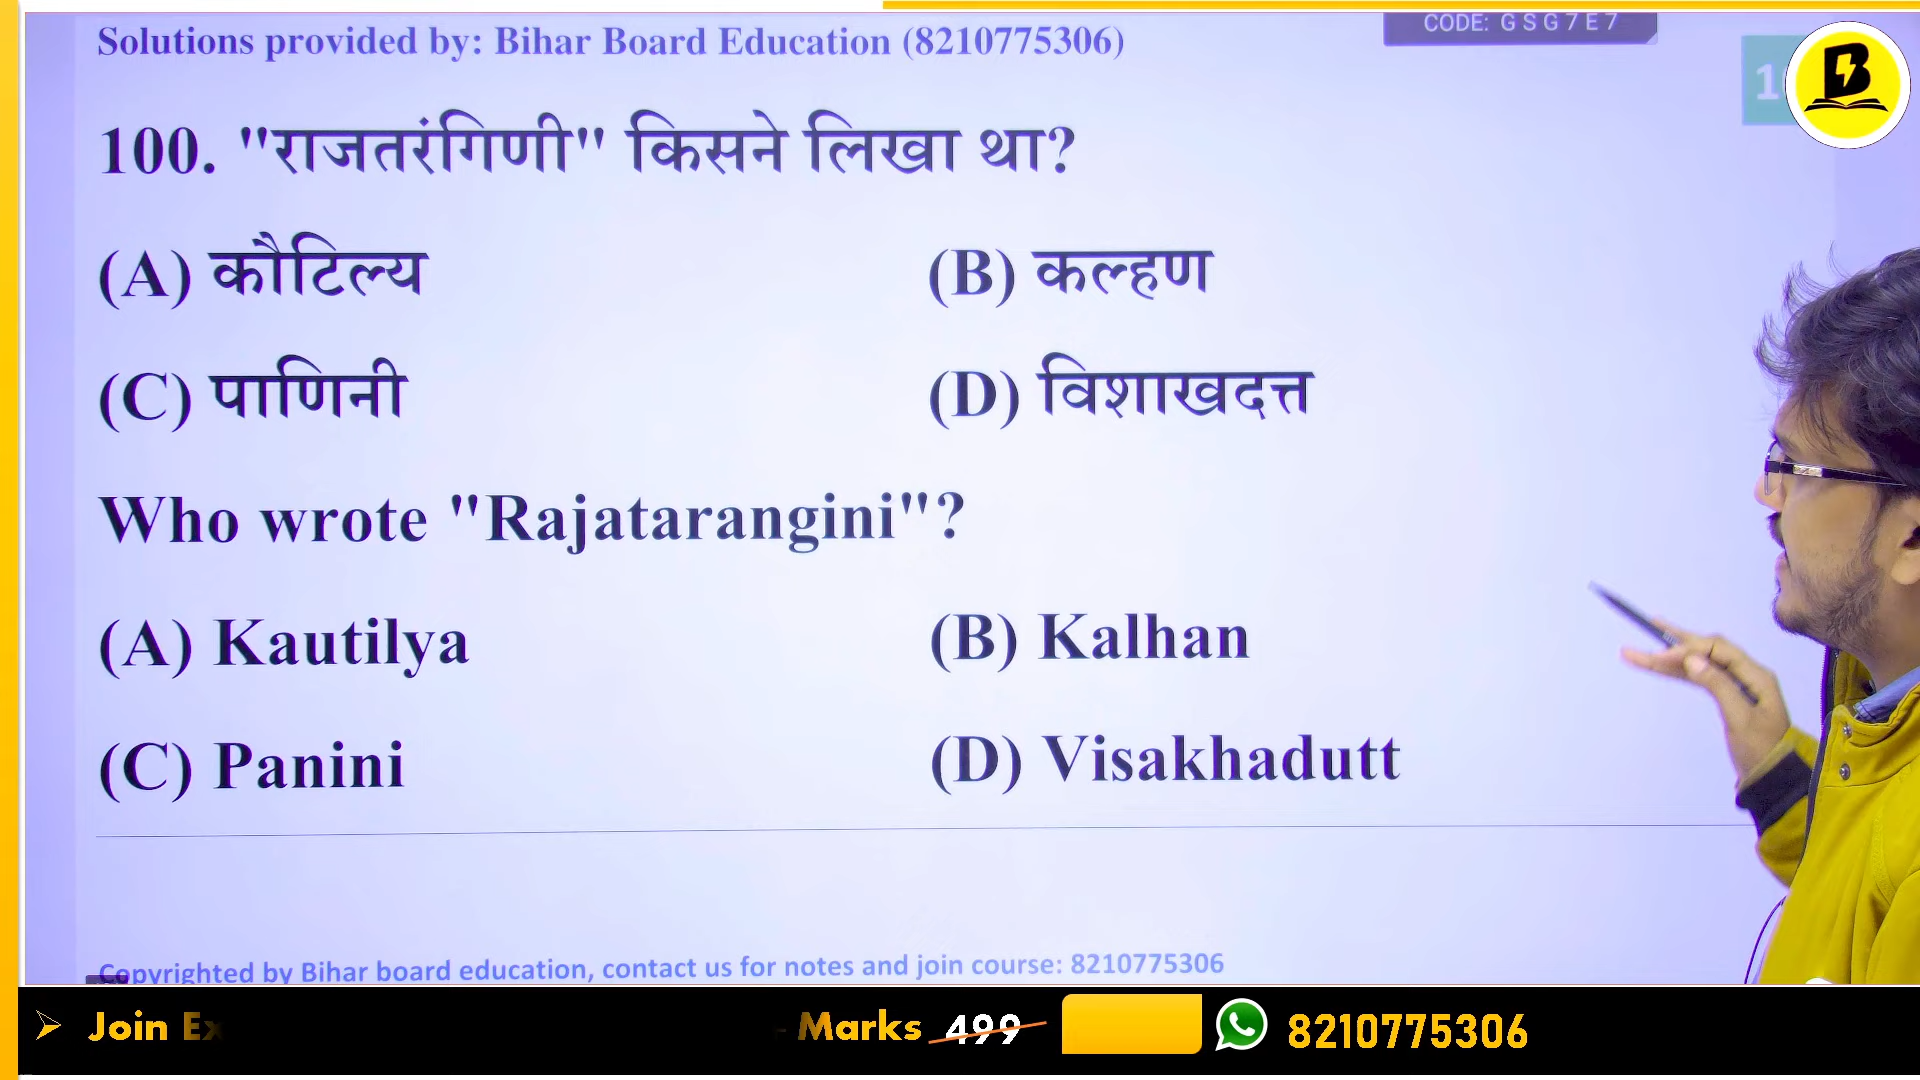 Solutions provided by: Bihar Board Education (8210775306)
CODE: G S G 7 E 7
100. "राजतरंगिणी" किसने लिखा था?
(A) कौटिल्य (B) कल्हण
(C) पाणिनी (D) विशाखदत्त
Who wrote "Rajatarangini"?
(A) Kautilya (B) Kalhan
(C) Panini (D) Visakhadutt
Copyrighted by Bihar board education, contact us for notes and join course: 8210775306
Join - Marks 499 8210775306